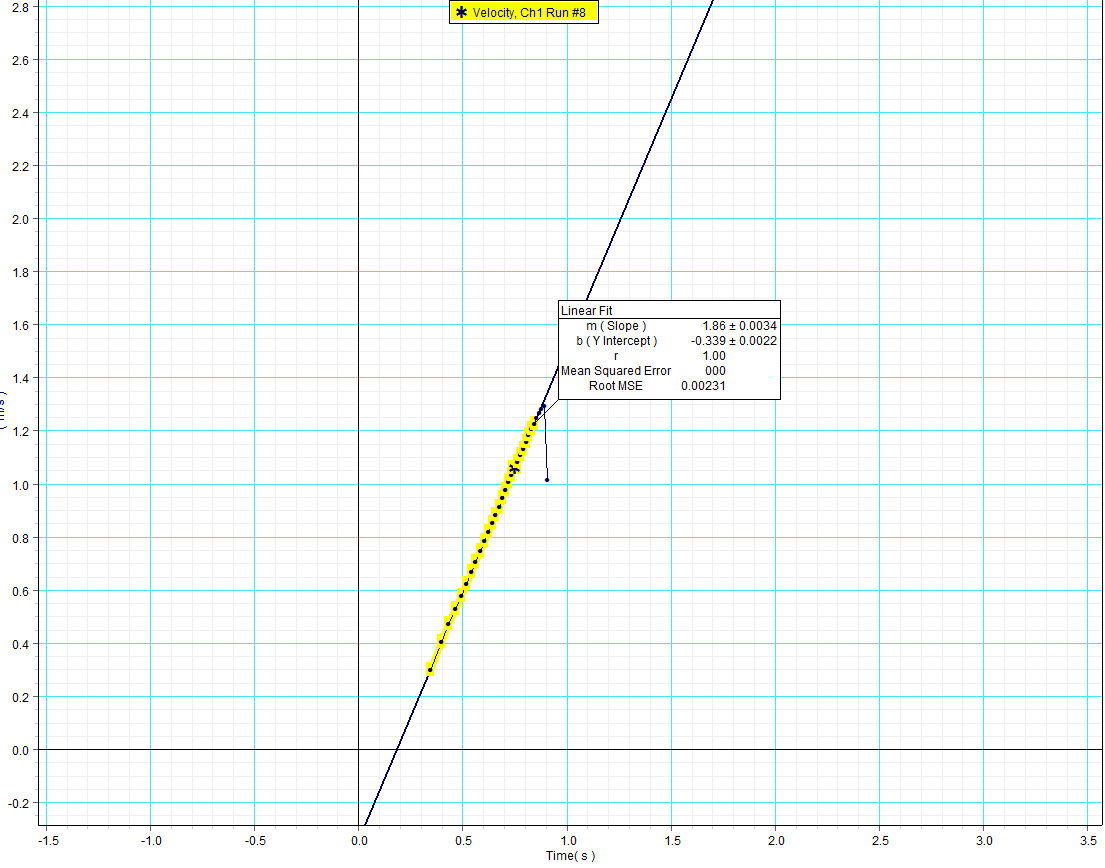 Velocity, Ch1 Run #8
2.8
2.6
2.4
2.2
2.0
1.8
1.6
1.4
1.2
1.0
0.8
0.6
0.4
0.2
0.0
-0.2
Linear Fit
m ( Slope ) 1.86 ± 0.0034
b ( Y Intercept ) -0.339 ± 0.0022
r 1.00
Mean Squared Error 000
Root MSE 0.00231
-1.5 -1.0 -0.5 0.0 0.5 1.0 1.5 2.0 2.5 3.0 3.5
Time( s )